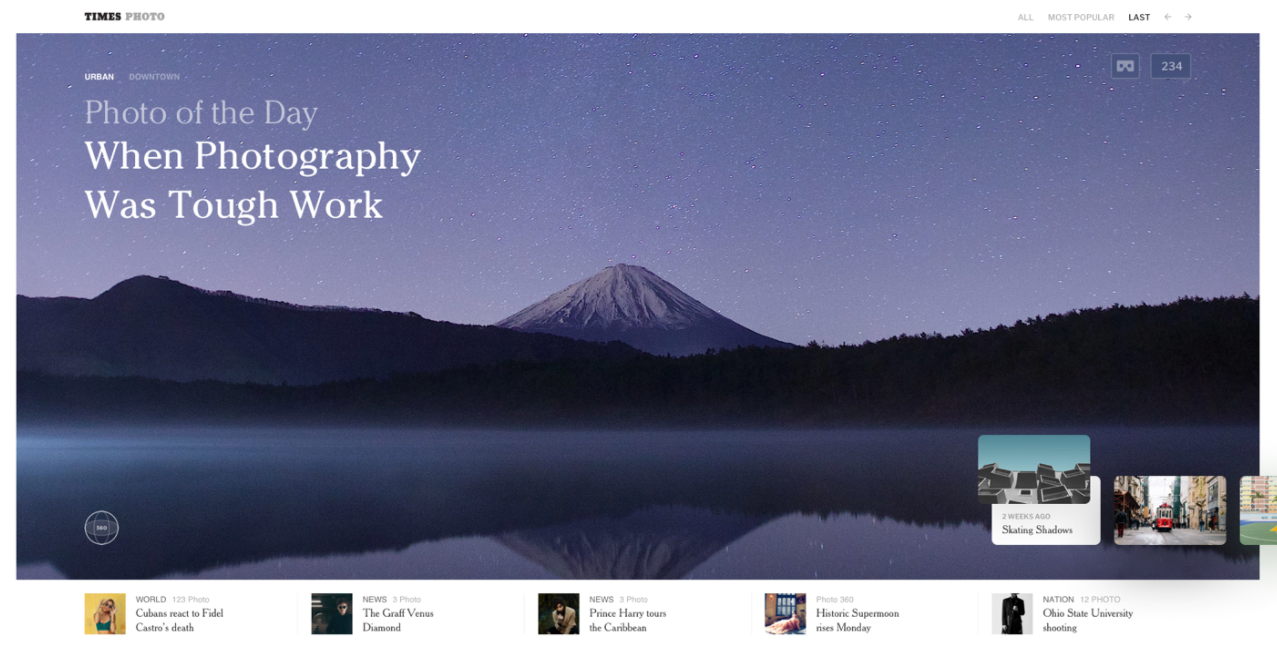 TIMES PHOTO
ALL MOST POPULAR LAST ← →
URBAN DOWNTOWN
234
Photo of the Day
When Photography
Was Tough Work
360
2 WEEKS AGO
Skating Shadows
WORLD 123 Photo
Cubans react to Fidel
Castro's death
NEWS 3 Photo
The Graff Venus
Diamond
NEWS 3 Photo
Prince Harry tours
the Caribbean
Photo 360
Historic Supermoon
rises Monday
NATION 12 PHOTO
Ohio State University
shooting